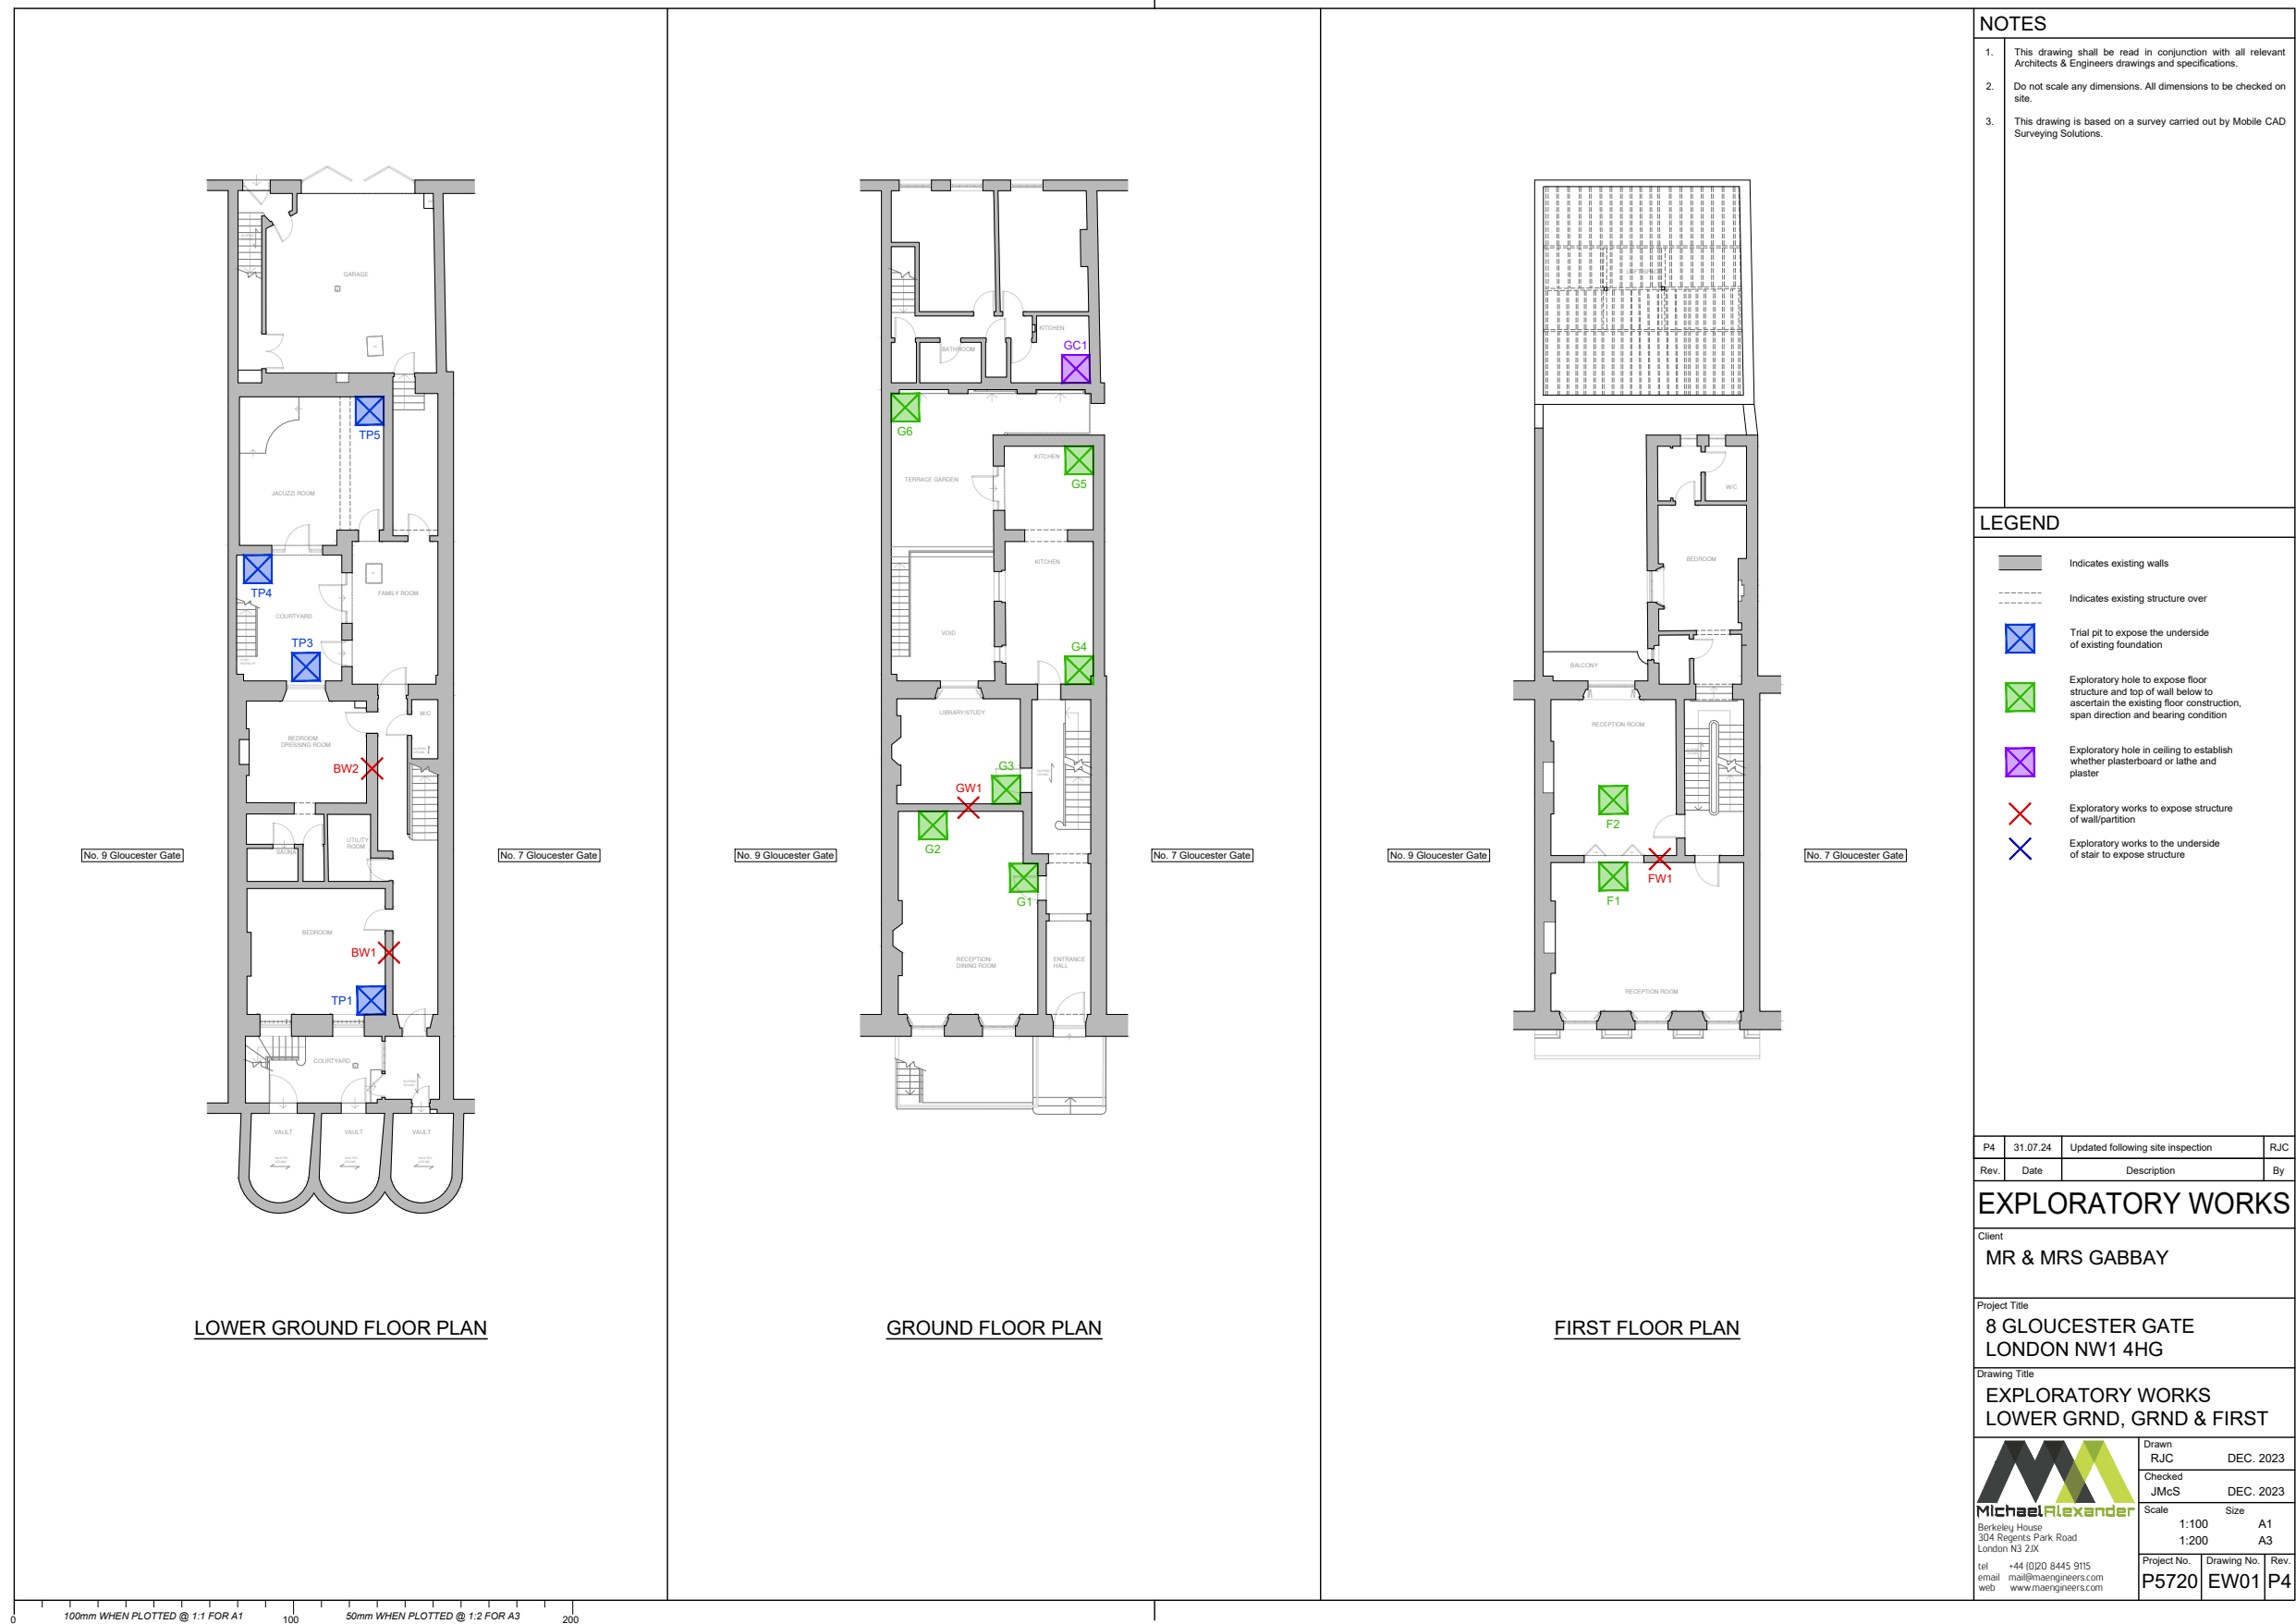 GARAGE
TP5
JACUZZI ROOM
TP4
COURTYARD
FAMILY ROOM
TP3
W/C
BEDROOM
DRESSING ROOM
BW2
UTILITY
ROOM
SAUNA
No. 9 Gloucester Gate
No. 7 Gloucester Gate
BEDROOM
BW1
TP1
COURTYARD
VAULT
VAULT
VAULT
LOWER GROUND FLOOR PLAN
KITCHEN
GC1
BATHROOM
G6
KITCHEN
G5
TERRACE GARDEN
KITCHEN
VOID
G4
LIBRARY/STUDY
G3
GW1
G2
No. 9 Gloucester Gate
No. 7 Gloucester Gate
G1
RECEPTION/
DINING ROOM
ENTRANCE
HALL
GROUND FLOOR PLAN
W/C
BEDROOM
BALCONY
RECEPTION ROOM
F2
No. 9 Gloucester Gate
No. 7 Gloucester Gate
FW1
F1
RECEPTION ROOM
FIRST FLOOR PLAN
NOTES
1. This drawing shall be read in conjunction with all relevant
Architects & Engineers drawings and specifications.
2. Do not scale any dimensions. All dimensions to be checked on
site.
3. This drawing is based on a survey carried out by Mobile CAD
Surveying Solutions.
LEGEND
Indicates existing walls
Indicates existing structure over
Trial pit to expose the underside
of existing foundation
Exploratory hole to expose floor
structure and top of wall below to
ascertain the existing floor construction,
span direction and bearing condition
Exploratory hole in ceiling to establish
whether plasterboard or lathe and
plaster
Exploratory works to expose structure
of wall/partition
Exploratory works to the underside
of stair to expose structure
P4 31.07.24 Updated following site inspection RJC
Rev. Date Description By
EXPLORATORY WORKS
Client
MR & MRS GABBAY
Project Title
8 GLOUCESTER GATE
LONDON NW1 4HG
Drawing Title
EXPLORATORY WORKS
LOWER GRND, GRND & FIRST
MichaelAlexander
Berkeley House
304 Regents Park Road
London N3 2JX
tel +44 (0)20 8445 9115
email mail@maengineers.com
web www.maengineers.com
Drawn
RJC DEC. 2023
Checked
JMcS DEC. 2023
Scale Size
1:100 A1
1:200 A3
Project No. Drawing No. Rev.
P5720 EW01 P4
0 100mm WHEN PLOTTED @ 1:1 FOR A1 100 50mm WHEN PLOTTED @ 1:2 FOR A3 200